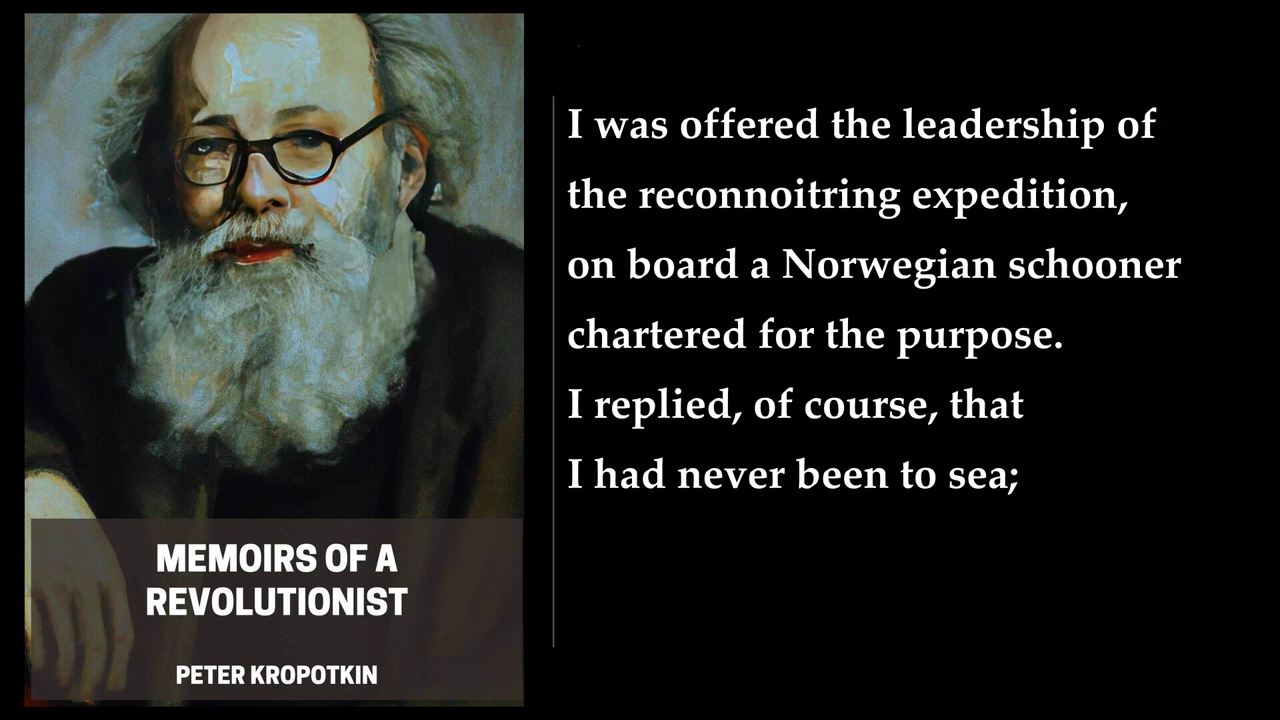 MEMOIRS OF A
REVOLUTIONIST
PETER KROPOTKIN
I was offered the leadership of
the reconnoitring expedition,
on board a Norwegian schooner
chartered for the purpose.
I replied, of course, that
I had never been to sea;